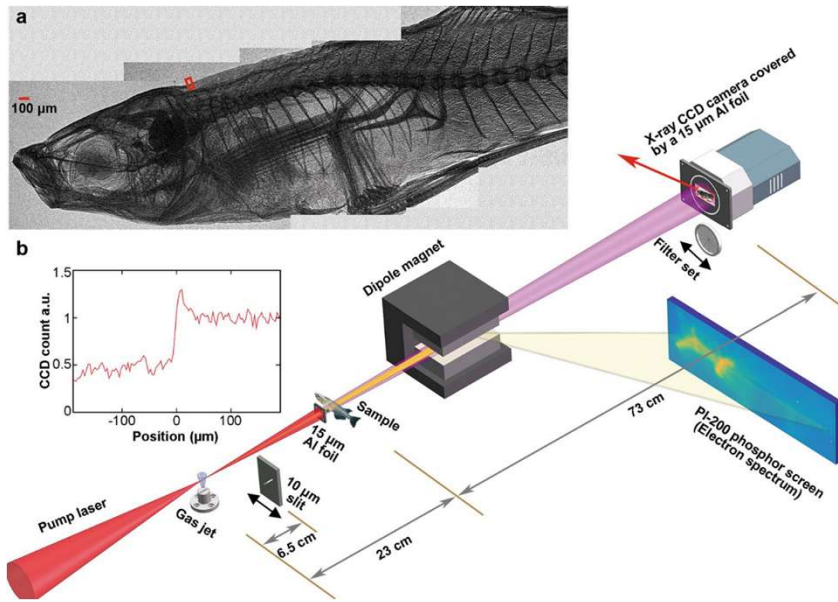 a
100 μm
X-ray CCD camera covered
by a 15 μm Al foil
b
1.5
1
0.5
0
-100
0
100
CCD count a.u.
Position (μm)
Dipole magnet
Filter set
Sample
15 μm
Al foil
10 μm
slit
Pump laser
Gas jet
6.5 cm
23 cm
73 cm
PI-200 phosphor screen
(Electron spectrum)